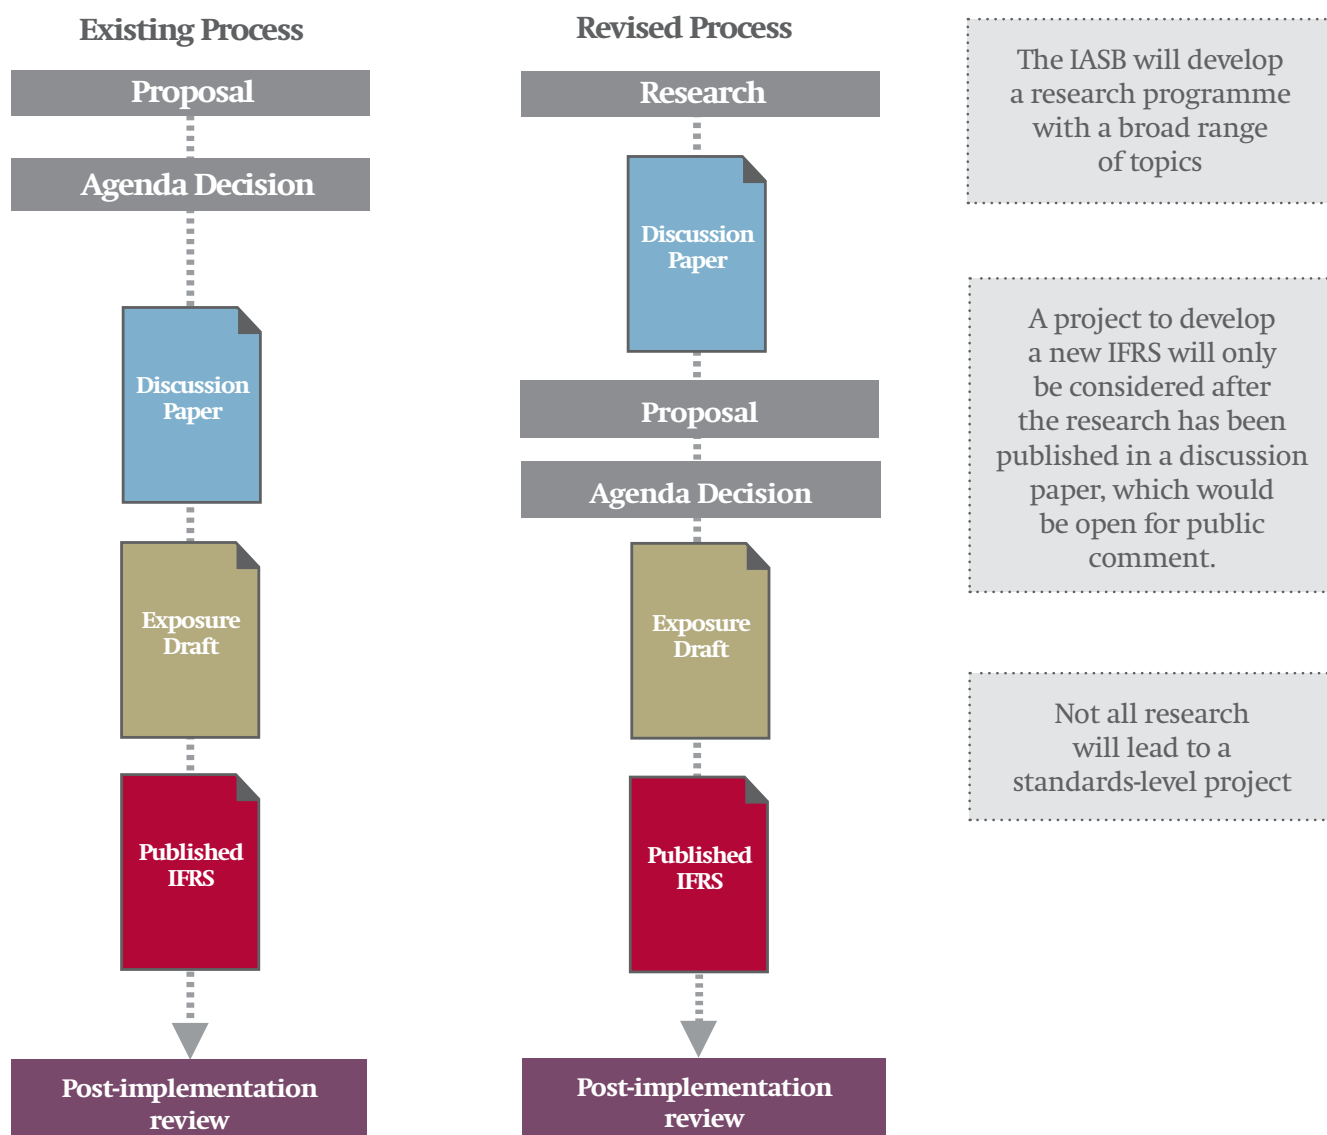 Existing Process
Proposal
Agenda Decision
Discussion
Paper
Exposure
Draft
Published
IFRS
Post-implementation
review
Revised Process
Research
Discussion
Paper
Proposal
Agenda Decision
Exposure
Draft
Published
IFRS
Post-implementation
review
The IASB will develop
a research programme
with a broad range
of topics
A project to develop
a new IFRS will only
be considered after
the research has been
published in a discussion
paper, which would
be open for public
comment.
Not all research
will lead to a
standards-level project